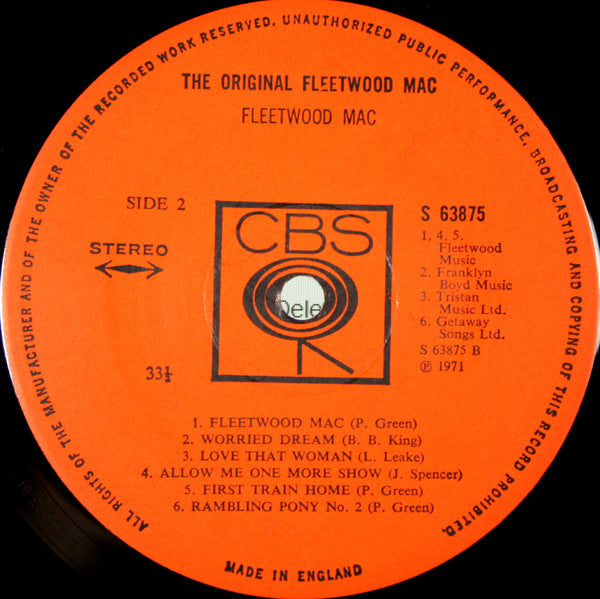 ALL RIGHTS OF THE MANUFACTURER AND OF THE OWNER OF THE RECORDED WORK RESERVED. UNAUTHORIZED PUBLIC PERFORMANCE, BROADCASTING AND COPYING OF THIS RECORD PROHIBITED.
THE ORIGINAL FLEETWOOD MAC
FLEETWOOD MAC
SIDE 2
STEREO
33⅓
CBS
Dele
S 63875
1, 4, 5.
Fleetwood
Music
2. Franklyn
Boyd Music
3. Tristan
Music Ltd.
6. Getaway
Songs Ltd.
S 63875 B
℗ 1971
1. FLEETWOOD MAC (P. Green)
2. WORRIED DREAM (B. B. King)
3. LOVE THAT WOMAN (L. Leake)
4. ALLOW ME ONE MORE SHOW (J. Spencer)
5. FIRST TRAIN HOME (P. Green)
6. RAMBLING PONY No. 2 (P. Green)
MADE IN ENGLAND